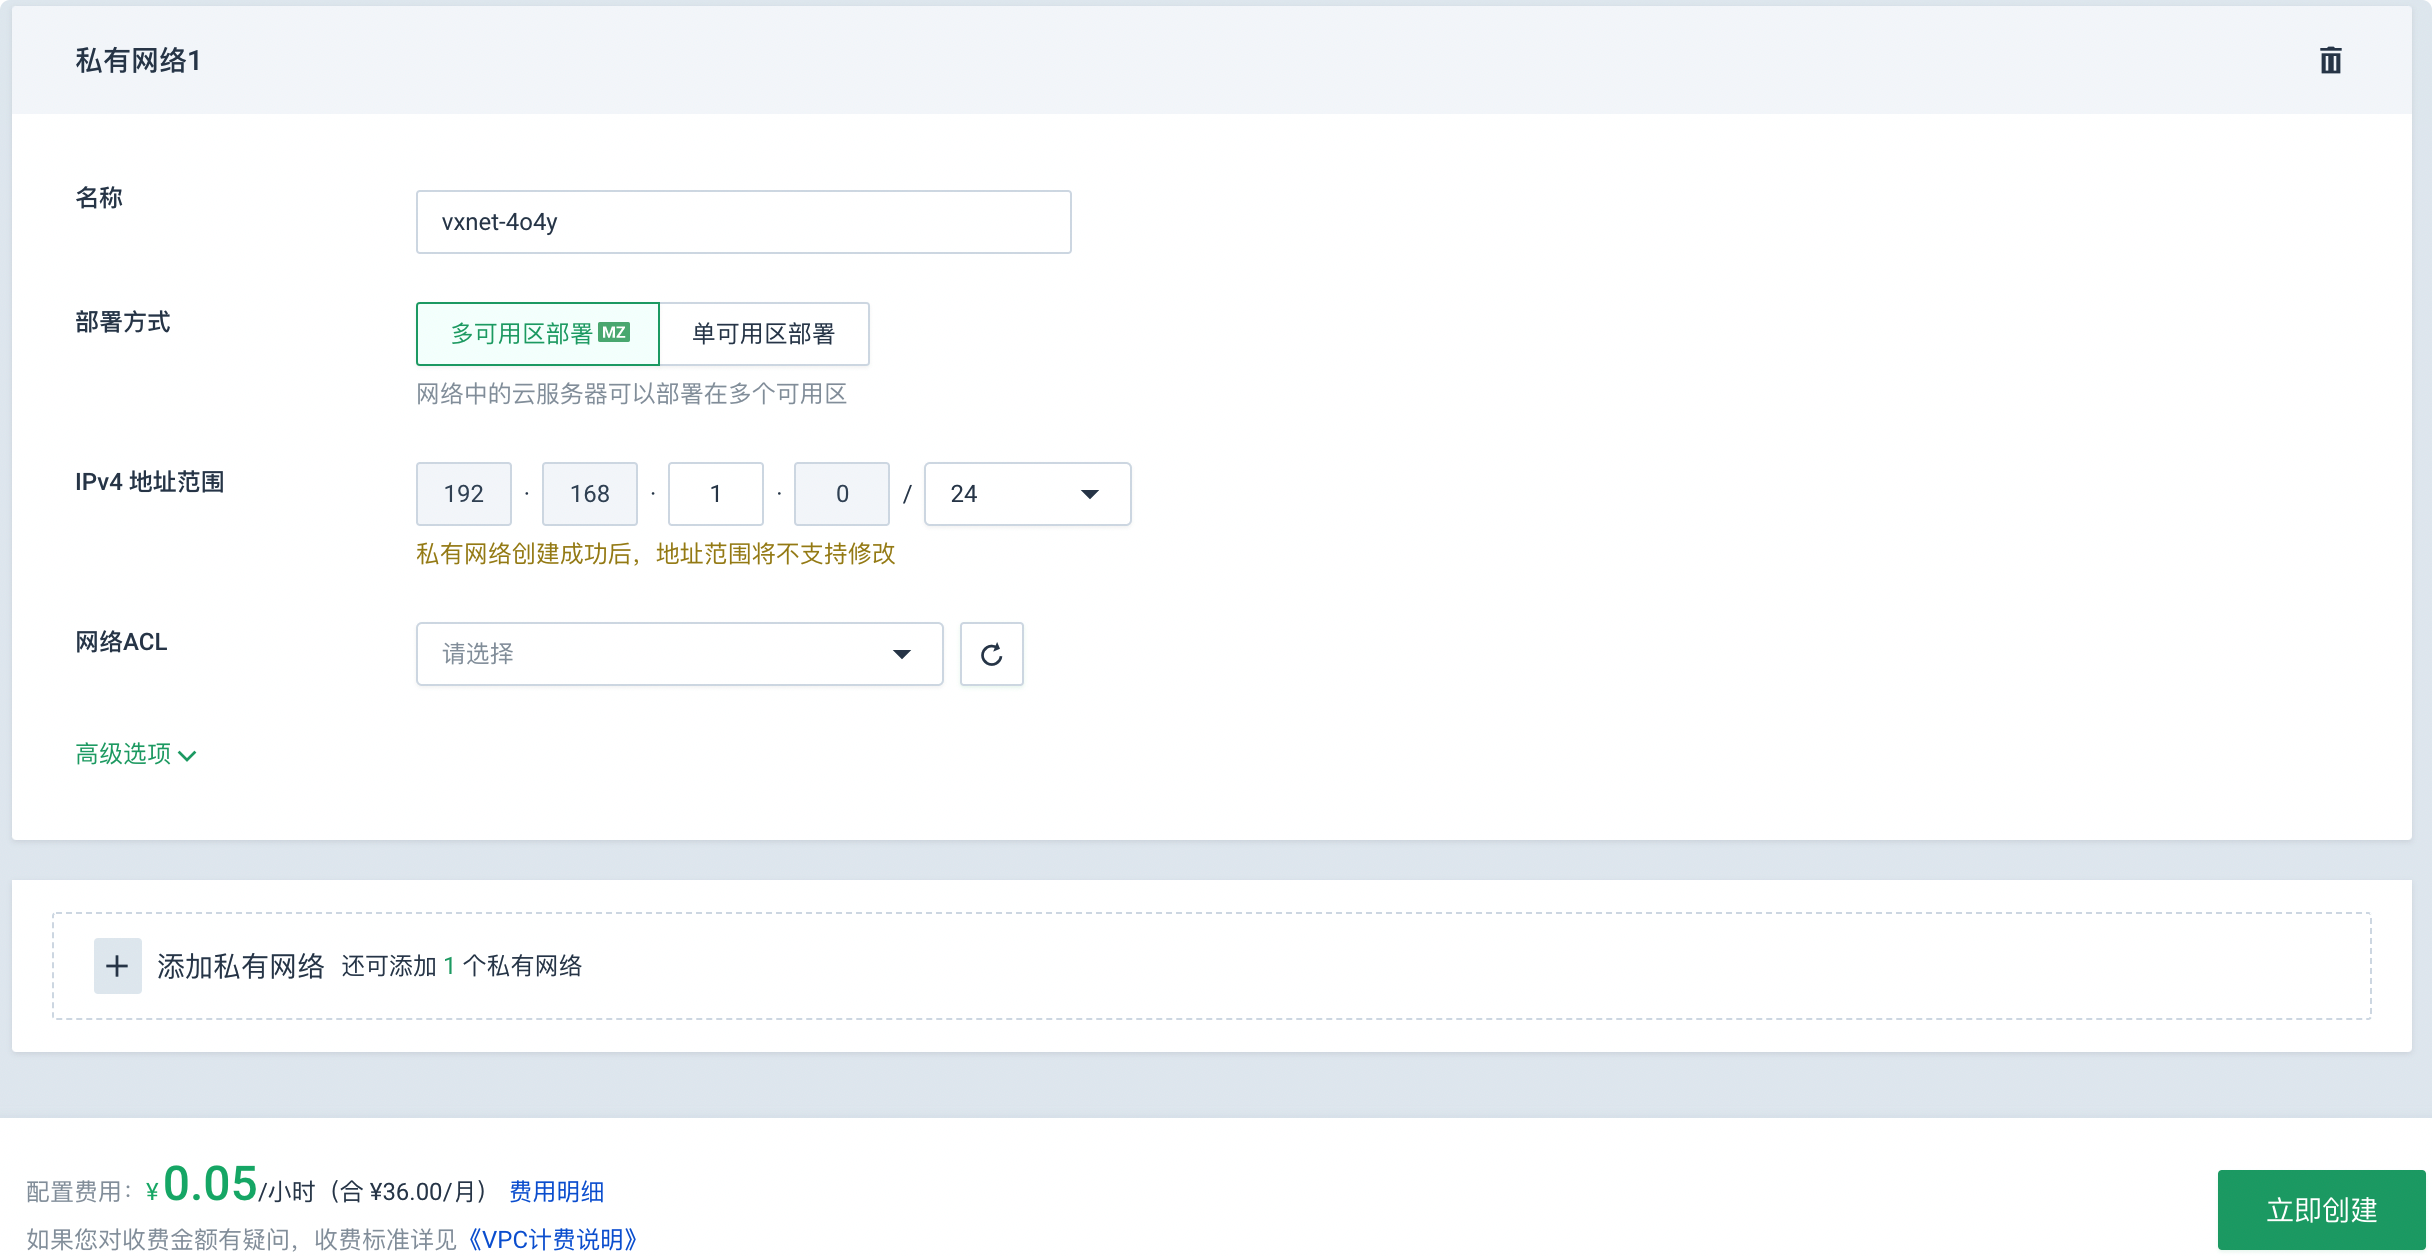 私有网络1
名称
vxnet-4o4y
部署方式
多可用区部署 MZ 单可用区部署
网络中的云服务器可以部署在多个可用区
IPv4 地址范围
192 · 168 · 1 · 0 / 24
私有网络创建成功后，地址范围将不支持修改
网络ACL
请选择
高级选项
添加私有网络 还可添加 1 个私有网络
配置费用：¥0.05/小时（合 ¥36.00/月） 费用明细
如果您对收费金额有疑问，收费标准详见《VPC计费说明》
立即创建